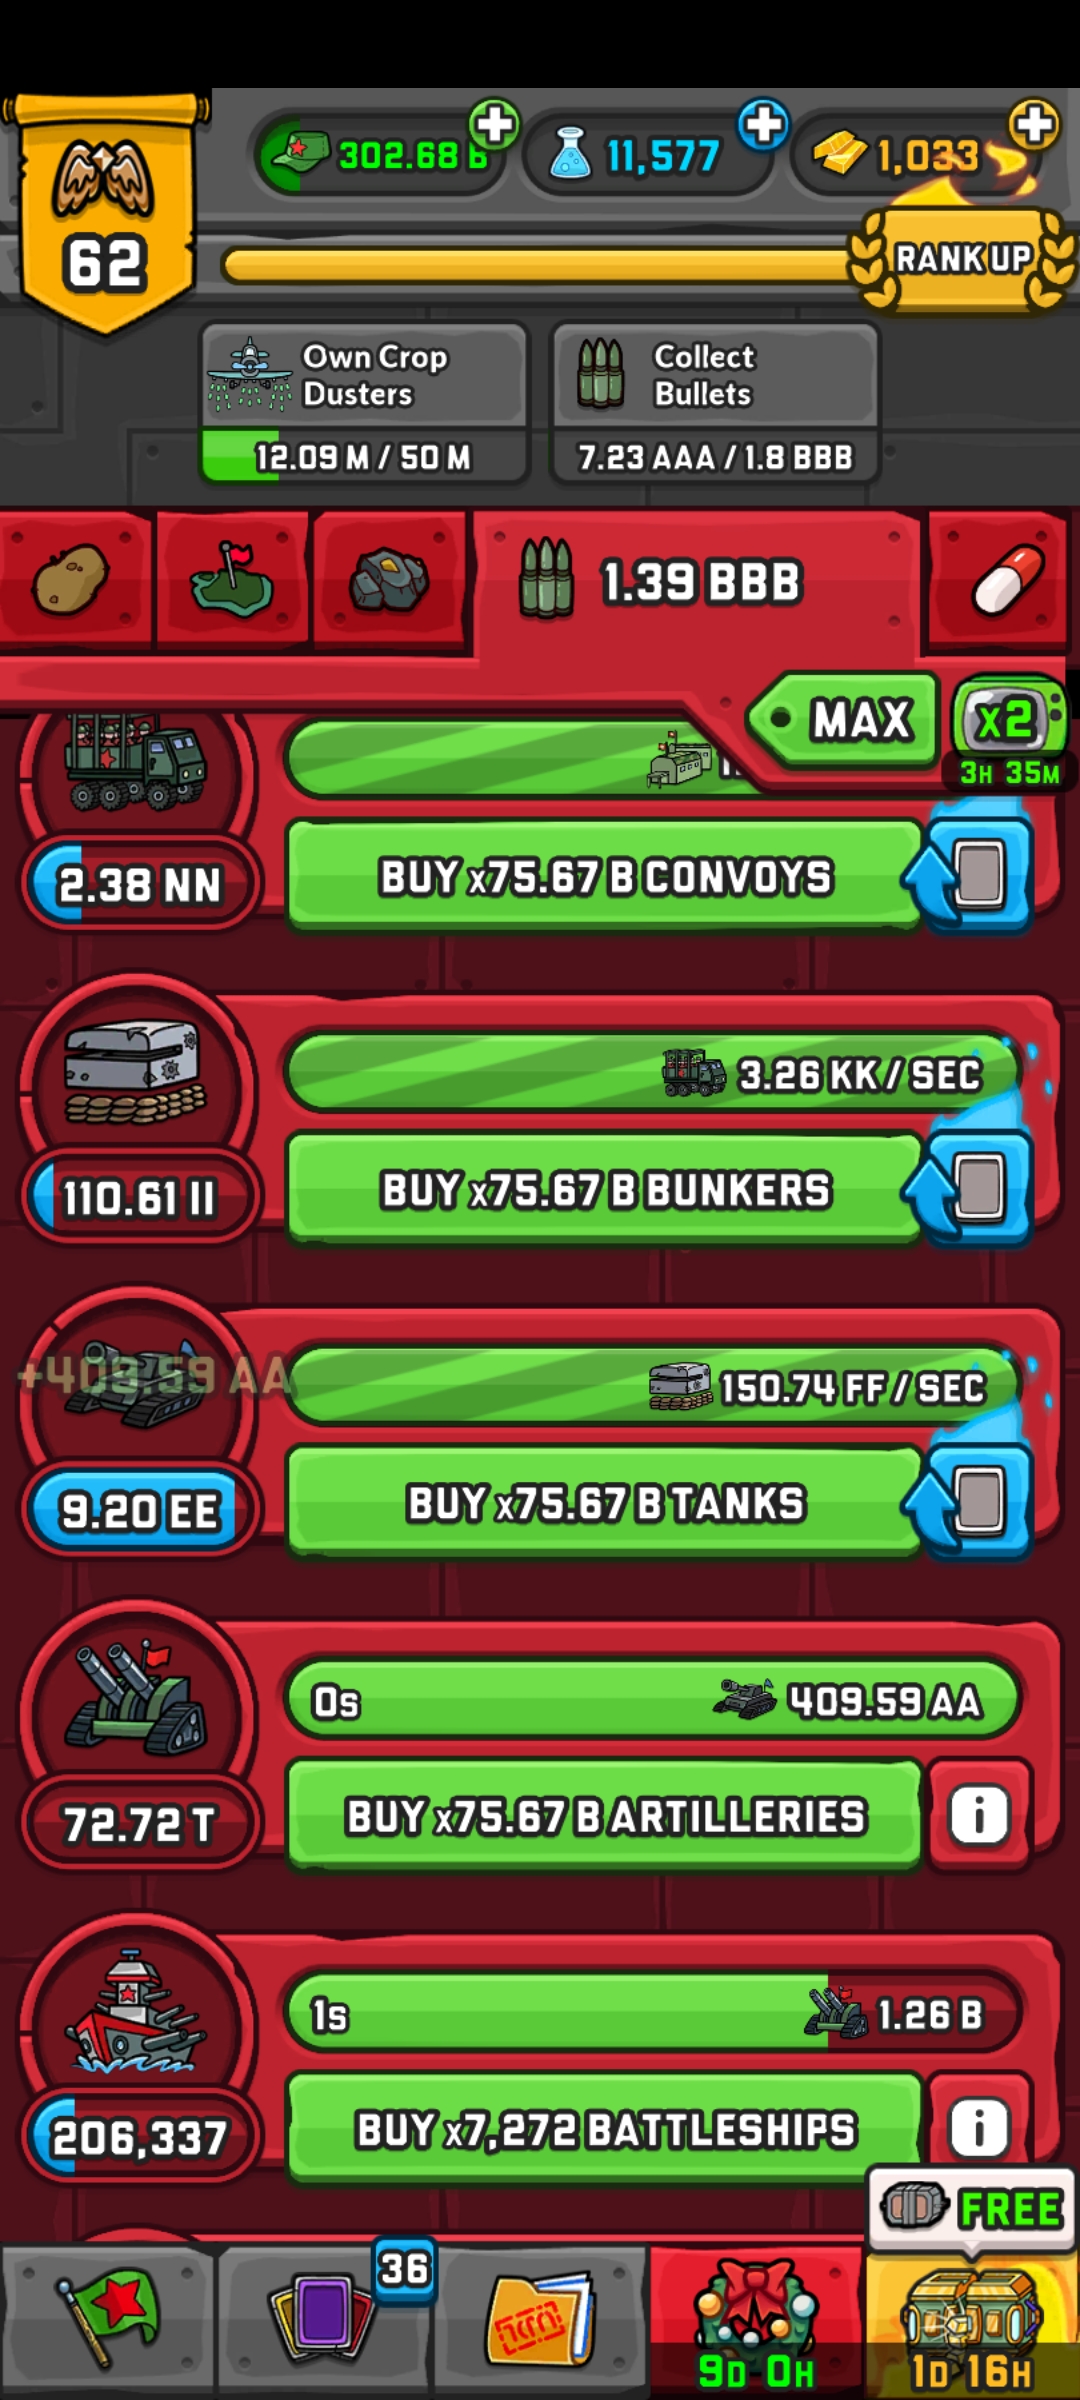 302.68 B
11,577
1,033
62
RANK UP
Own Crop
Dusters
12.09 M / 50 M
Collect
Bullets
7.23 AAA / 1.8 BBB
1.39 BBB
MAX
x2
3H 35M
2.38 NN
BUY x75.67 B CONVOYS
3.26 KK / SEC
110.61 II
BUY x75.67 B BUNKERS
+409.59 AA
150.74 FF / SEC
9.20 EE
BUY x75.67 B TANKS
0s
409.59 AA
72.72 T
BUY x75.67 B ARTILLERIES
i
1s
1.26 B
206,337
BUY x7,272 BATTLESHIPS
i
FREE
36
9D 0H
1D 16H